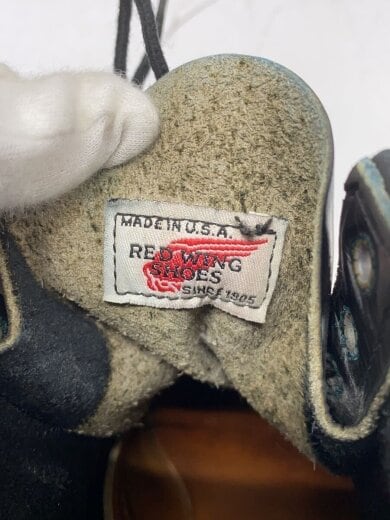 MADE IN U.S.A.
RED WING
SHOES
SINCE 1905